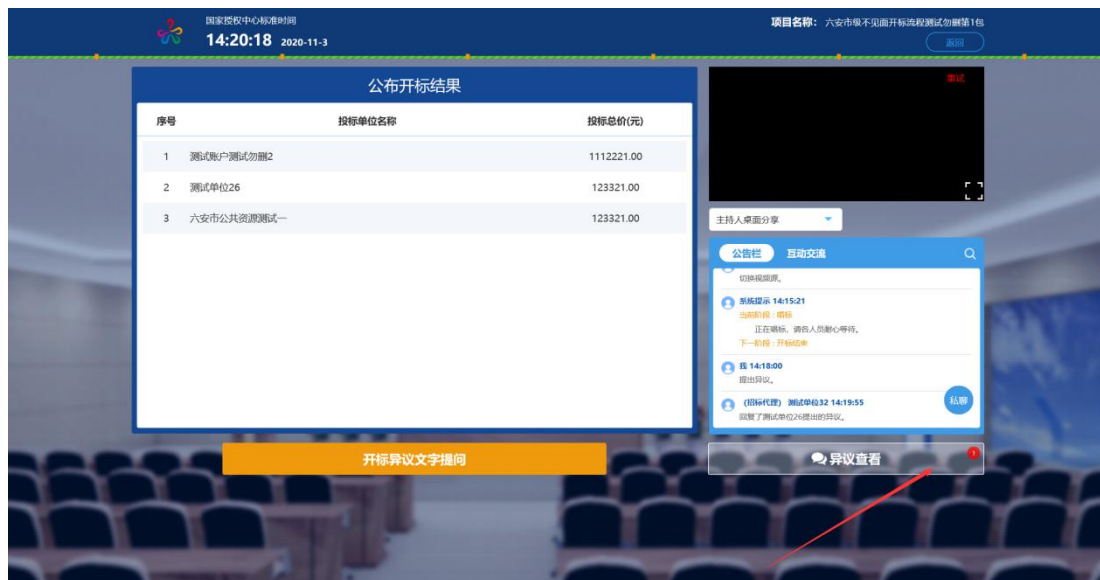 国家授权中心标准时间
14:20:18 2020-11-3
项目名称：六安市级不见面开标流程测试勿删第1包
返回
公布开标结果
序号 投标单位名称 投标总价(元)
1 测试账户测试勿删2 1112221.00
2 测试单位26 123321.00
3 六安市公共资源测试一 123321.00
重试
主持人桌面分享
公告栏 互动交流
切换视频源。
系统提示 14:15:21
当前阶段：唱标
正在唱标，请各人员耐心等待。
下一阶段：开标结束
我 14:18:00
提出异议。
（招标代理） 测试单位32 14:19:55
回复了测试单位26提出的异议。
私聊
开标异议文字提问
异议查看
1